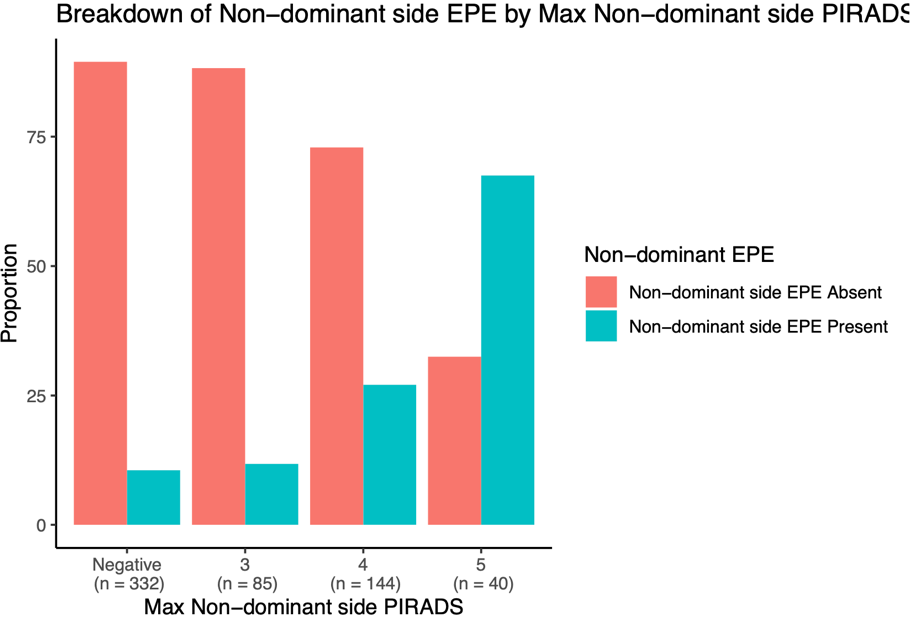 Breakdown of Non-dominant side EPE by Max Non-dominant side PIRADS
Proportion
75
50
25
0
Negative
(n = 332)
3
(n = 85)
4
(n = 144)
5
(n = 40)
Max Non-dominant side PIRADS
Non-dominant EPE
Non-dominant side EPE Absent
Non-dominant side EPE Present